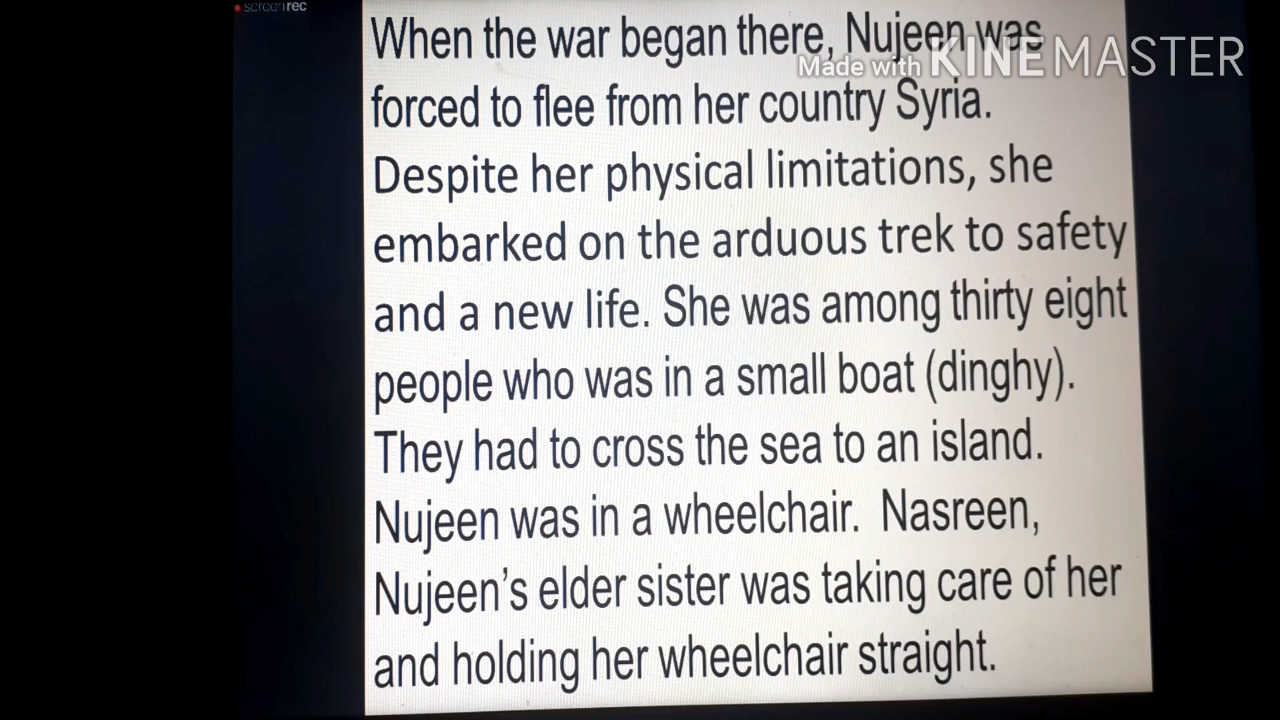 screenrec
When the war began there, Nujeen was
Made with KINEMASTER
forced to flee from her country Syria.
Despite her physical limitations, she
embarked on the arduous trek to safety
and a new life. She was among thirty eight
people who was in a small boat (dinghy).
They had to cross the sea to an island.
Nujeen was in a wheelchair. Nasreen,
Nujeen's elder sister was taking care of her
and holding her wheelchair straight.